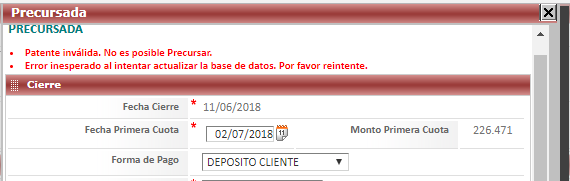 Precursada
PRECURSADA
• Patente inválida. No es posible Precursar.
• Error inesperado al intentar actualizar la base de datos. Por favor reintente.
Cierre
Fecha Cierre * 11/06/2018
Fecha Primera Cuota * 02/07/2018 Monto Primera Cuota 226.471
Forma de Pago * DEPOSITO CLIENTE
*